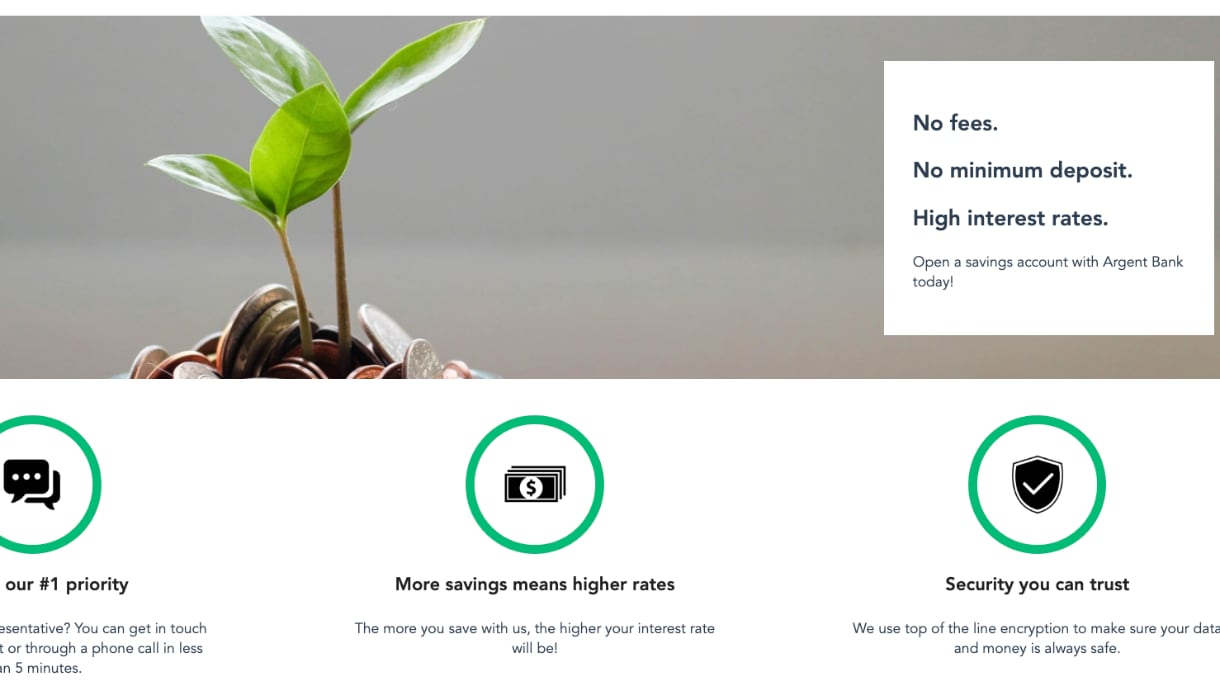 No fees.
No minimum deposit.
High interest rates.
Open a savings account with Argent Bank
today!
our #1 priority
More savings means higher rates
Security you can trust
esentative? You can get in touch
t or through a phone call in less
an 5 minutes.
The more you save with us, the higher your interest rate
will be!
We use top of the line encryption to make sure your data
and money is always safe.